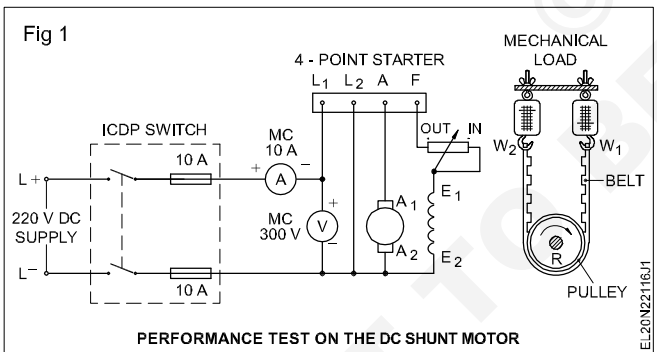 Fig 1
4 - POINT STARTER
L1 L2 A F
MECHANICAL
LOAD
ICDP SWITCH
OUT IN
MC
10 A
10 A
W2 W1
L+
+ A -
E1
BELT
220 V DC
SUPPLY
MC
300 V
+
V
-
A1
A2
E2
R
L-
10 A
PULLEY
PERFORMANCE TEST ON THE DC SHUNT MOTOR
EL20N22116J1